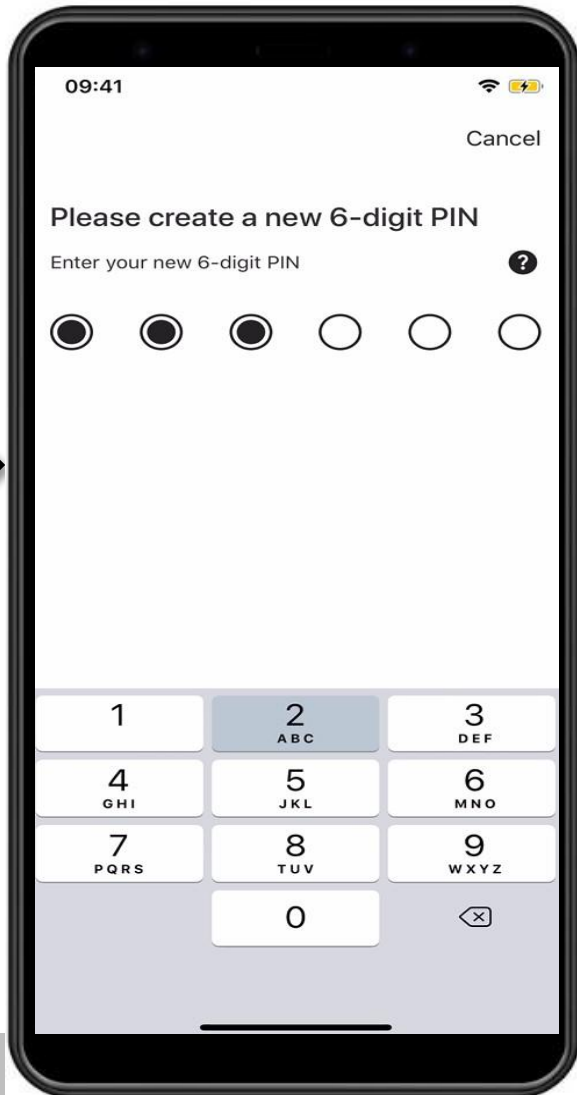 09:41
Cancel
Please create a new 6-digit PIN
Enter your new 6-digit PIN
?
1 2 3
ABC DEF
4 5 6
GHI JKL MNO
7 8 9
PQRS TUV WXYZ
0